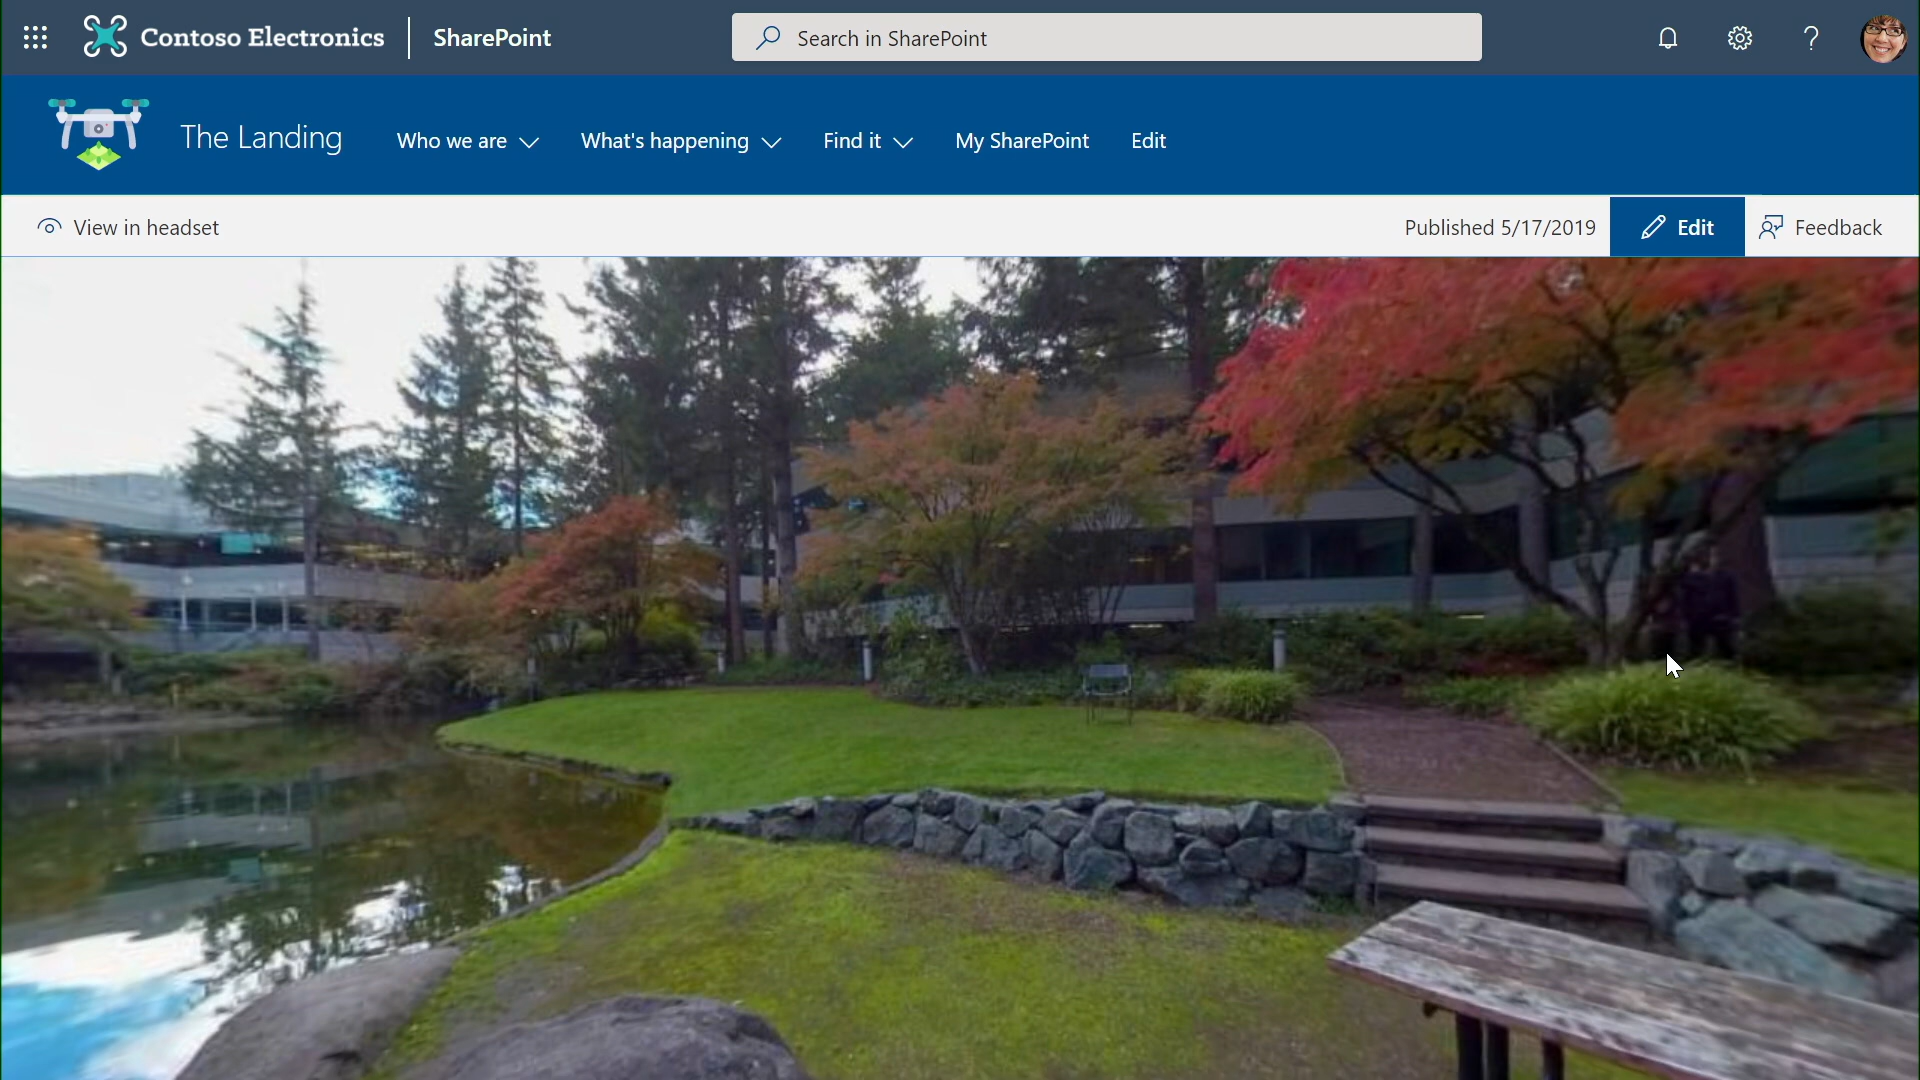 Contoso Electronics SharePoint Search in SharePoint ?
The Landing Who we are What's happening Find it My SharePoint Edit
View in headset Published 5/17/2019 Edit Feedback